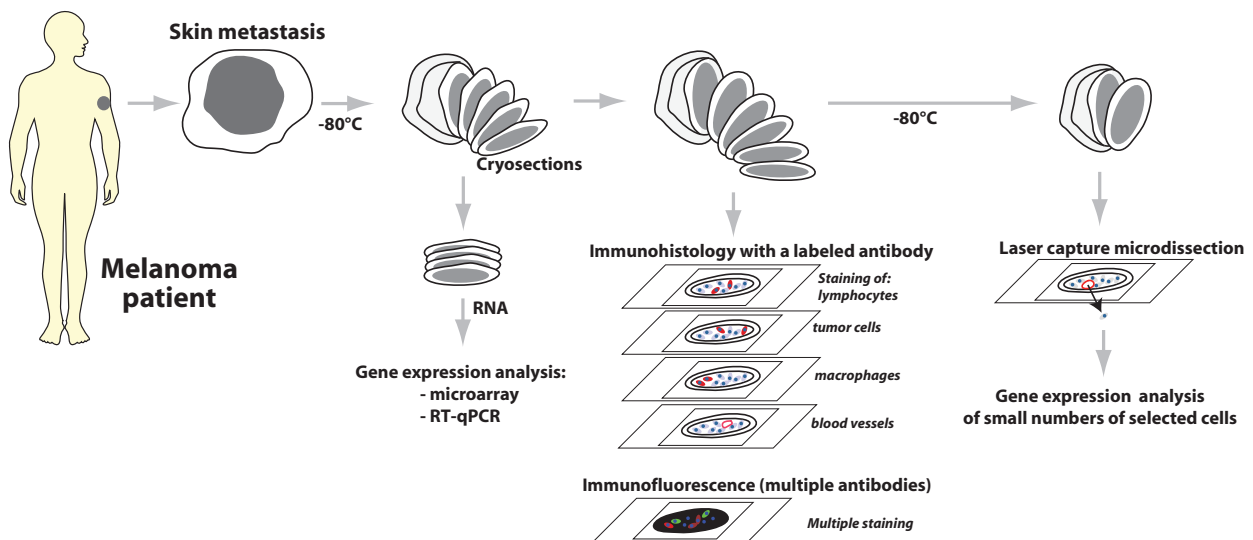 Skin metastasis
-80°C
Cryosections
-80°C
Melanoma
patient
RNA
Gene expression analysis:
- microarray
- RT-qPCR
Immunohistology with a labeled antibody
Staining of:
lymphocytes
tumor cells
macrophages
blood vessels
Immunofluorescence (multiple antibodies)
Multiple staining
Laser capture microdissection
Gene expression analysis
of small numbers of selected cells